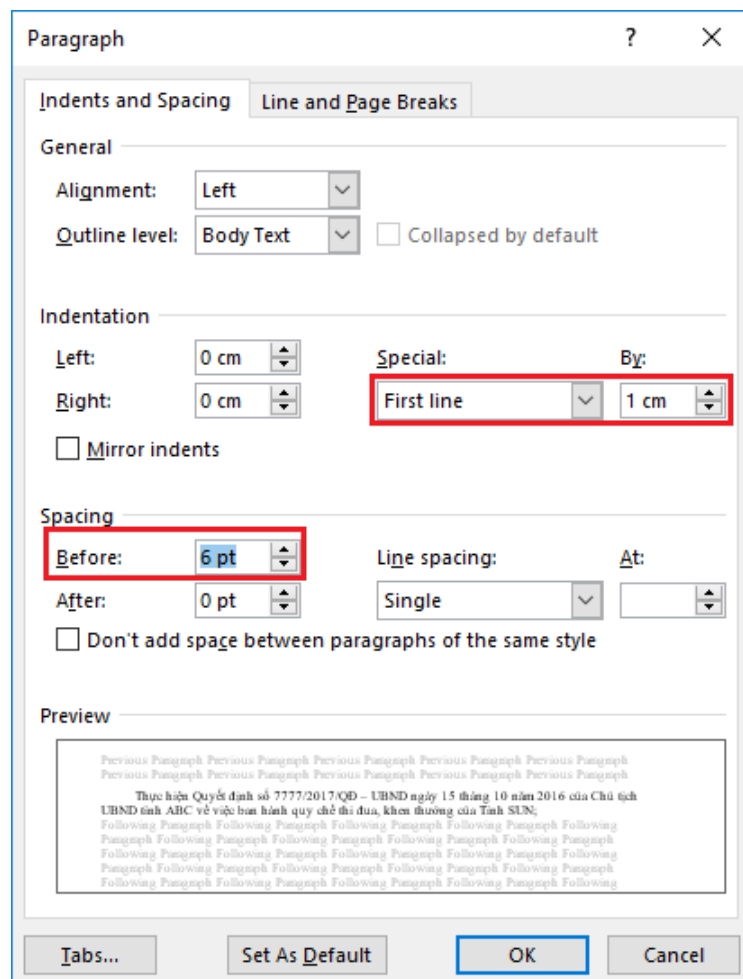 Paragraph ? ×
Indents and Spacing Line and Page Breaks
General
Alignment: Left
Outline level: Body Text Collapsed by default
Indentation
Left: 0 cm Special: By:
Right: 0 cm First line 1 cm
Mirror indents
Spacing
Before: 6 pt Line spacing: At:
After: 0 pt Single
Don't add space between paragraphs of the same style
Preview
Previous Paragraph Previous Paragraph Previous Paragraph Previous Paragraph Previous Paragraph
Previous Paragraph Previous Paragraph Previous Paragraph Previous Paragraph Previous Paragraph
Thực hiện Quyết định số 7777/2017/QĐ – UBND ngày 15 tháng 10 năm 2016 của Chủ tịch
UBND tỉnh ABC về việc ban hành quy chế thi đua, khen thưởng của Tỉnh SUN;
Following Paragraph Following Paragraph Following Paragraph Following Paragraph Following
Paragraph Following Paragraph Following Paragraph Following Paragraph Following
Following Paragraph Following Paragraph Following Paragraph Following Paragraph Following
Paragraph Following Paragraph Following Paragraph Following Paragraph Following
Following Paragraph Following Paragraph Following Paragraph Following Paragraph Following
Tabs... Set As Default OK Cancel